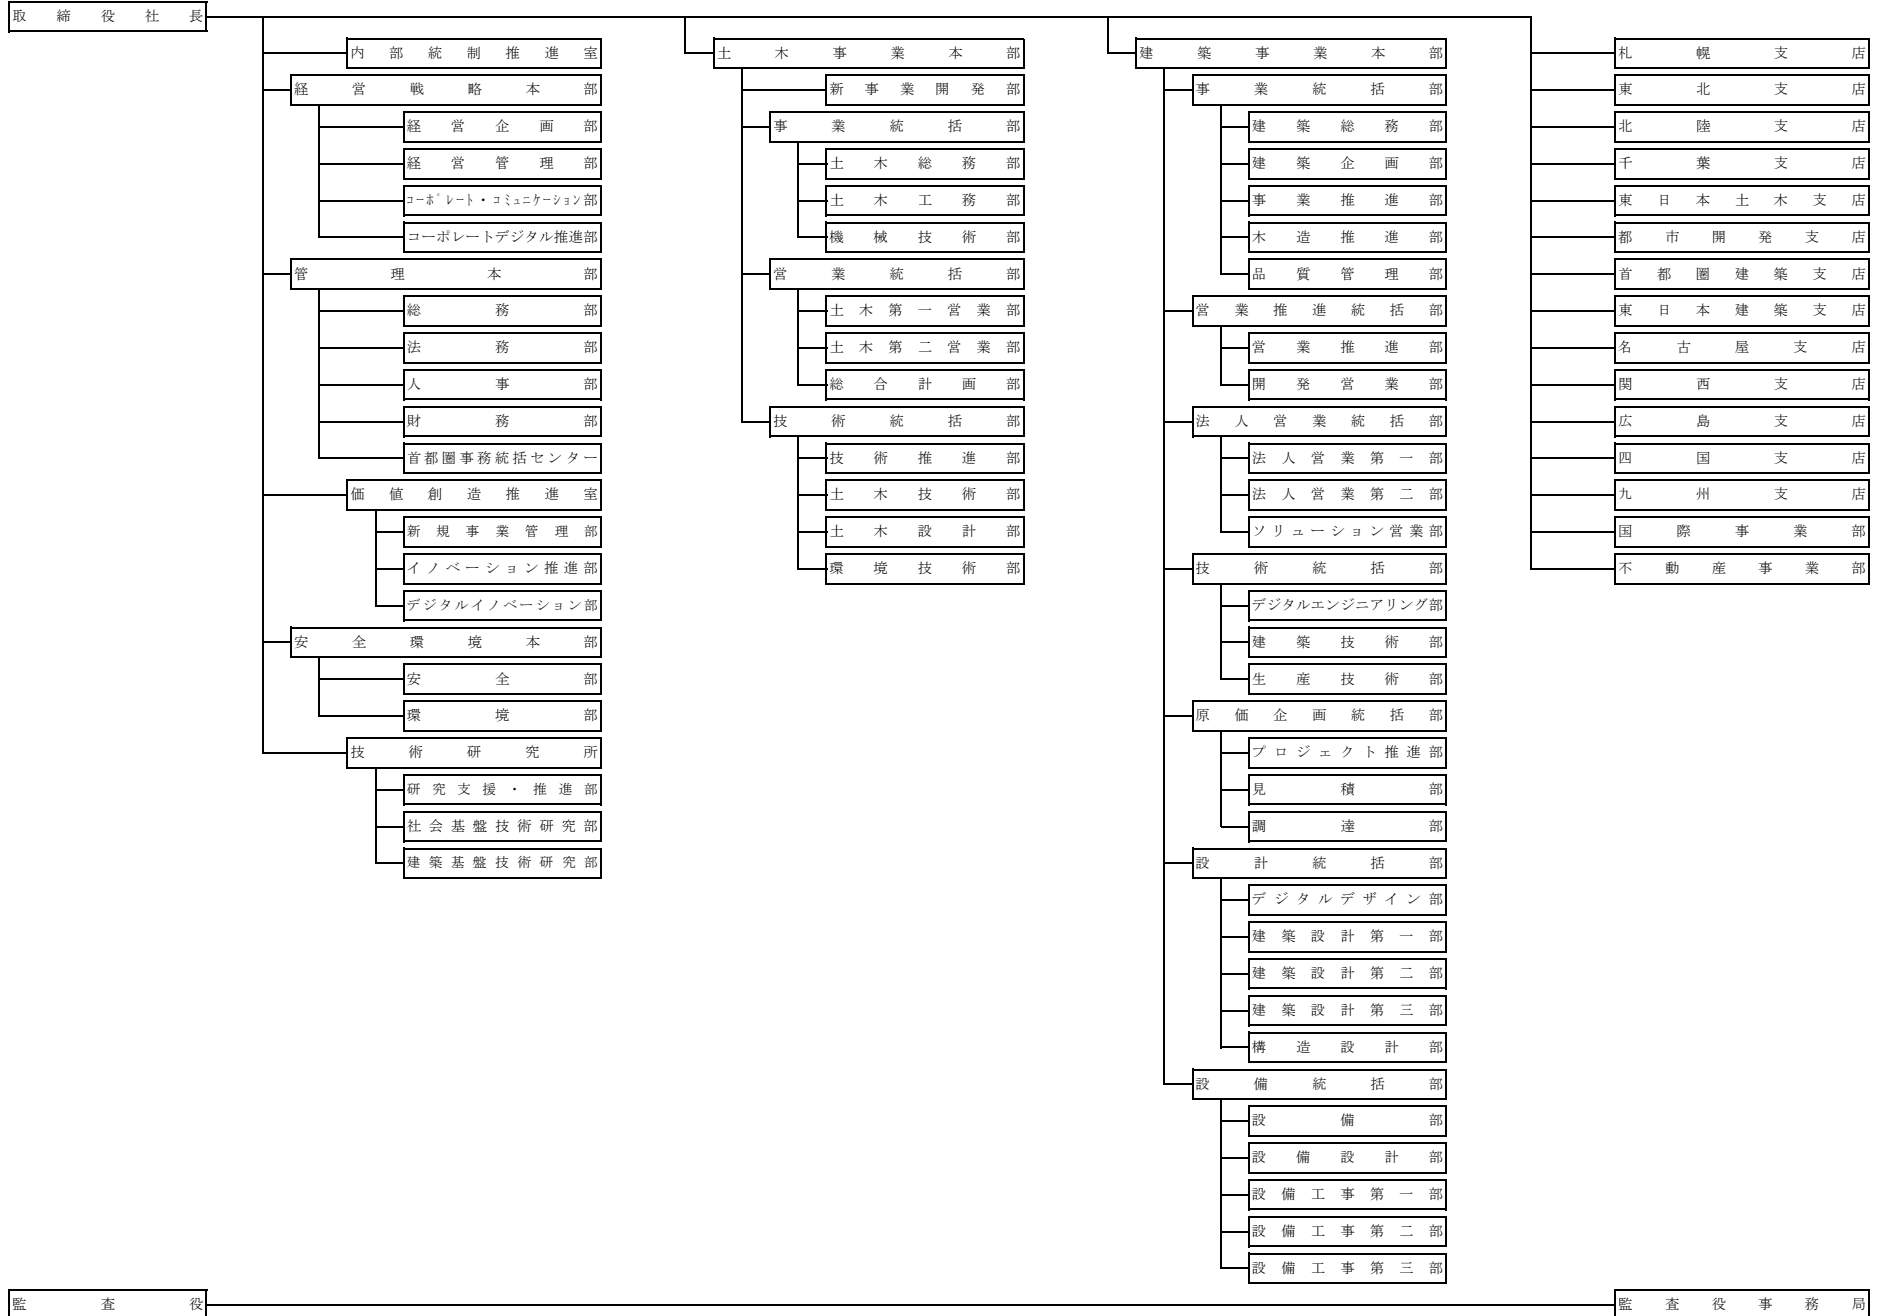 取締役社長
内部統制推進室
経営戦略本部
経営企画部
経営管理部
コーポレート・コミュニケーション部
コーポレートデジタル推進部
管理本部
総務部
法務部
人事部
財務部
首都圏事務統括センター
価値創造推進室
新規事業管理部
イノベーション推進部
デジタルイノベーション部
安全環境本部
安全部
環境部
技術研究所
研究支援・推進部
社会基盤技術研究部
建築基盤技術研究部
土木事業本部
新事業開発部
事業統括部
土木総務部
土木工務部
機械技術部
営業統括部
土木第一営業部
土木第二営業部
総合計画部
技術統括部
技術推進部
土木技術部
土木設計部
環境技術部
建築事業本部
事業統括部
建築総務部
建築企画部
事業推進部
木造推進部
品質管理部
営業推進統括部
営業推進部
開発営業部
法人営業統括部
法人営業第一部
法人営業第二部
ソリューション営業部
技術統括部
デジタルエンジニアリング部
建築技術部
生産技術部
原価企画統括部
プロジェクト推進部
見積部
調達部
設計統括部
デジタルデザイン部
建築設計第一部
建築設計第二部
建築設計第三部
構造設計部
設備統括部
設備部
設備設計部
設備工事第一部
設備工事第二部
設備工事第三部
札幌支店
東北支店
北陸支店
千葉支店
東日本土木支店
都市開発支店
首都圏建築支店
東日本建築支店
名古屋支店
関西支店
広島支店
四国支店
九州支店
国際事業部
不動産事業部
監査役
監査役事務局